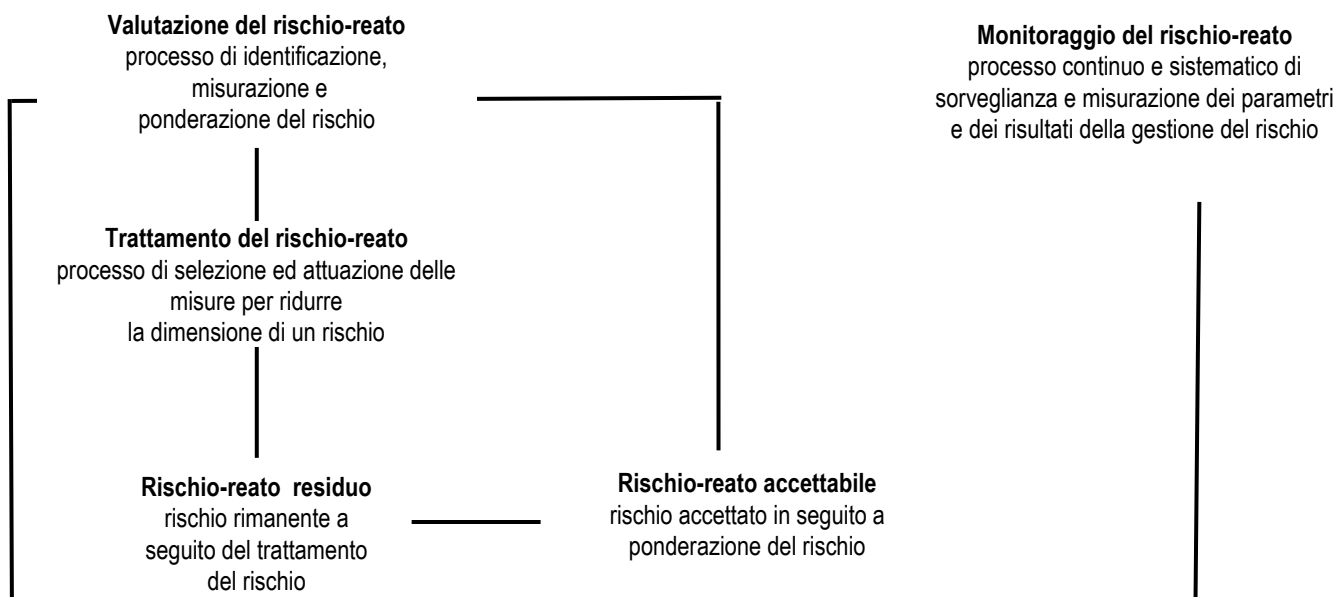 Valutazione del rischio-reato
processo di identificazione,
misurazione e
ponderazione del rischio
Trattamento del rischio-reato
processo di selezione ed attuazione delle
misure per ridurre
la dimensione di un rischio
Rischio-reato residuo
rischio rimanente a
seguito del trattamento
del rischio
Rischio-reato accettabile
rischio accettato in seguito a
ponderazione del rischio
Monitoraggio del rischio-reato
processo continuo e sistematico di
sorveglianza e misurazione dei parametri
e dei risultati della gestione del rischio